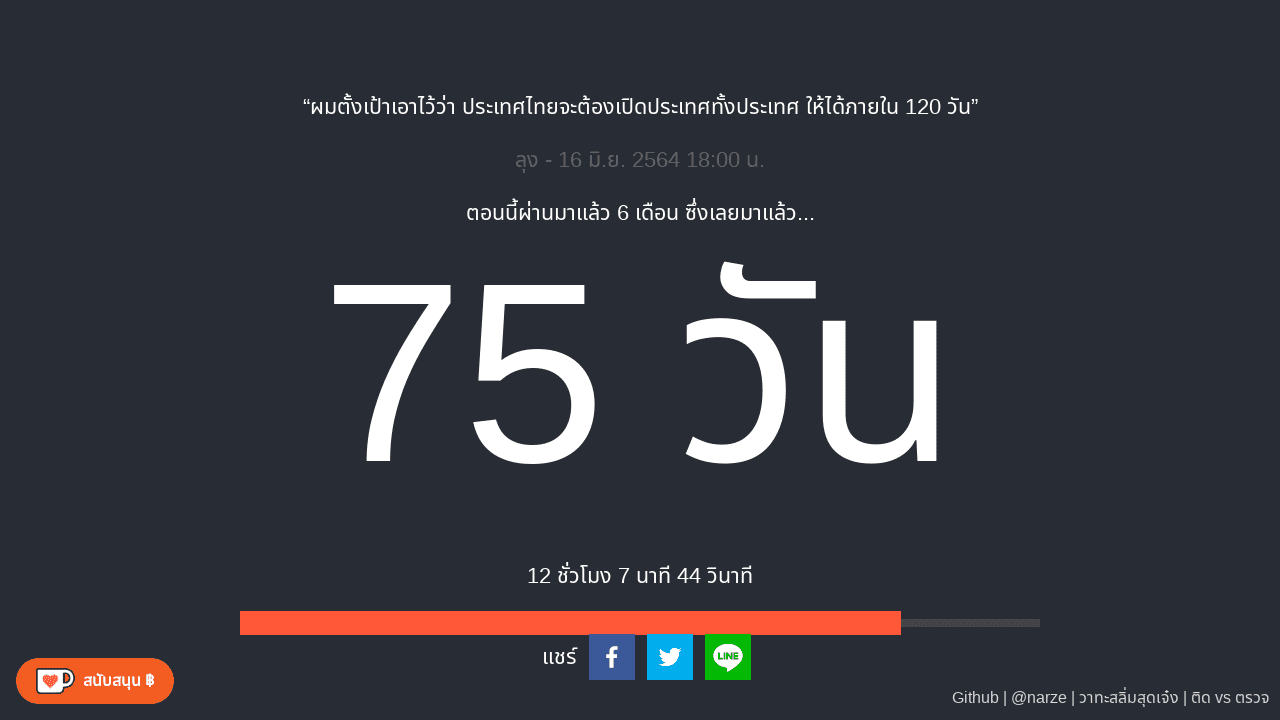 “ผมตั้งเป้าเอาไว้ว่า ประเทศไทยจะต้องเปิดประเทศทั้งประเทศ ให้ได้ภายใน 120 วัน”
ลุง - 16 มิ.ย. 2564 18:00 น.
ตอนนี้ผ่านมาแล้ว 6 เดือน ซึ่งเลยมาแล้ว...
75 วัน
12 ชั่วโมง 7 นาที 44 วินาที
แชร์
LINE
สนับสนุน ฿
Github | @narze | วาทะสลิ่มสุดเจ๋ง | ติด vs ตรวจ